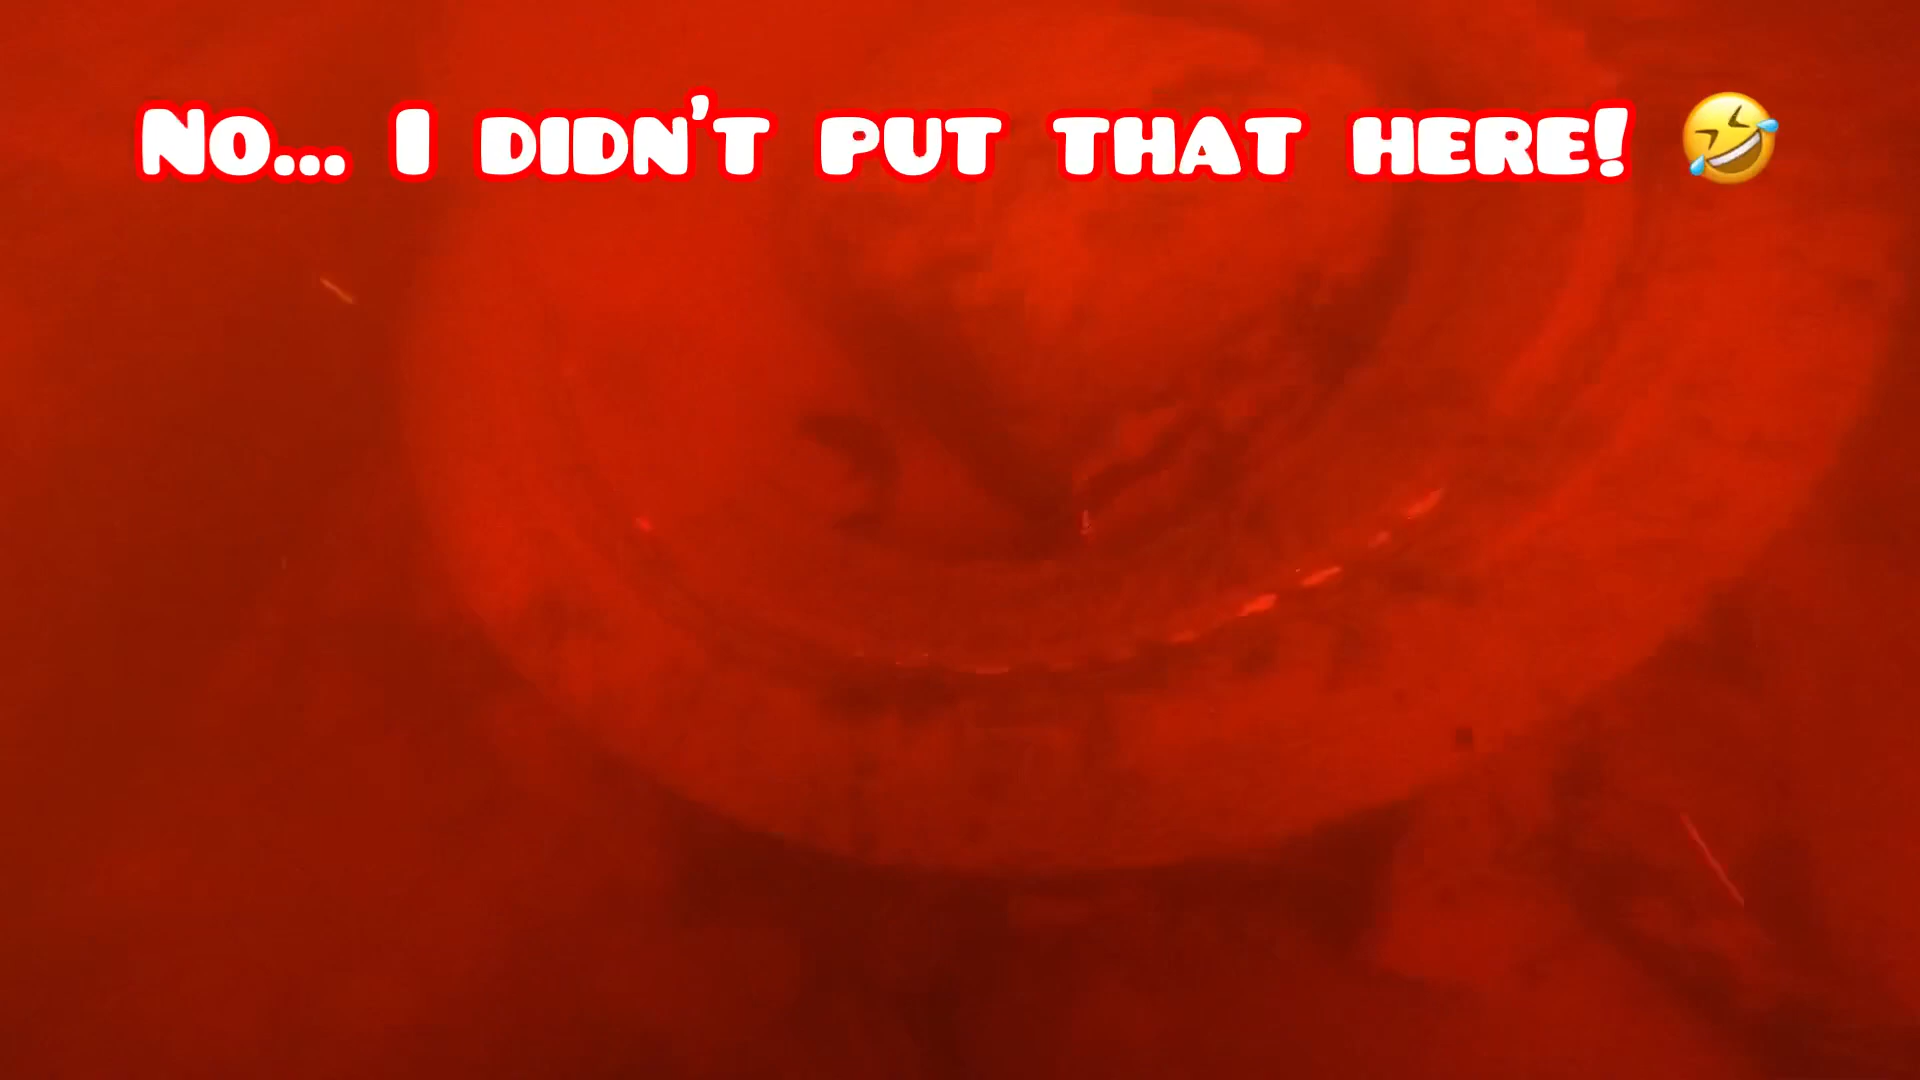 No... I didn't put that here! 🤣